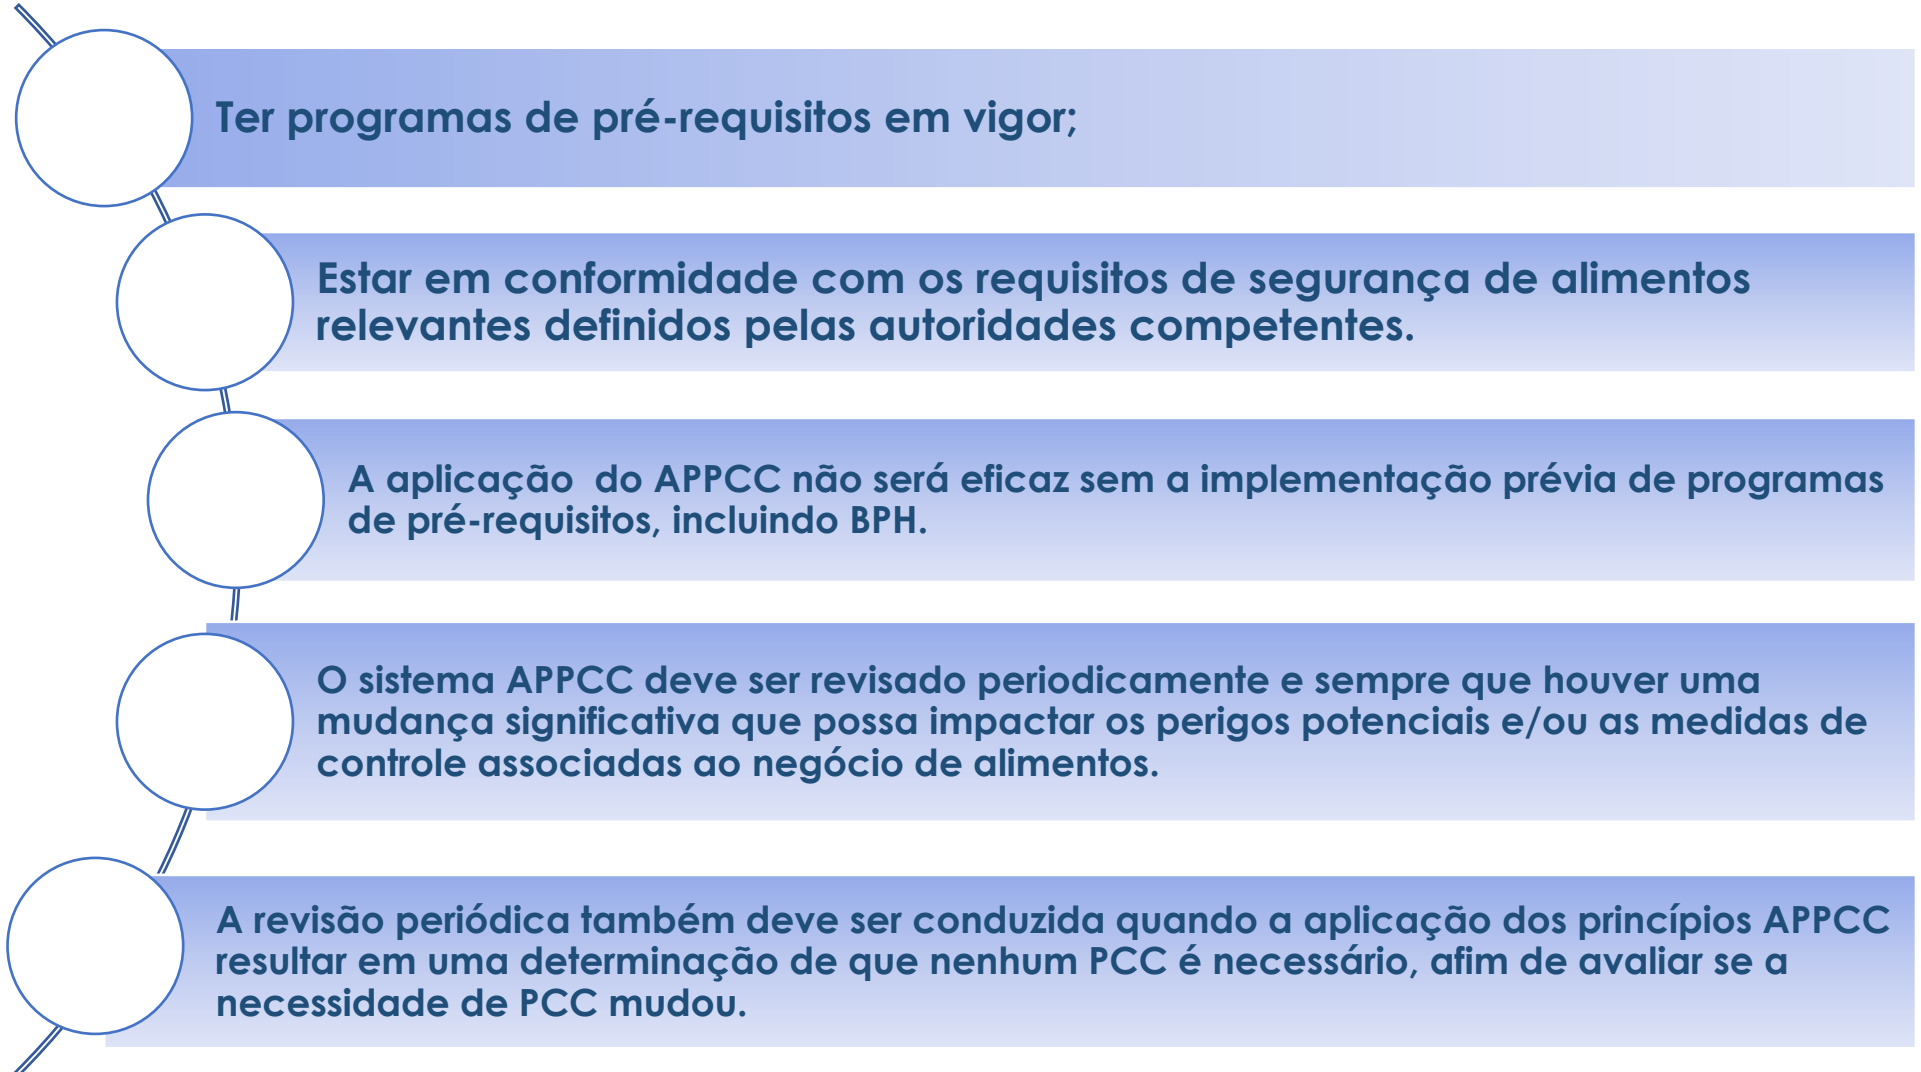 Ter programas de pré-requisitos em vigor;
Estar em conformidade com os requisitos de segurança de alimentos
relevantes definidos pelas autoridades competentes.
A aplicação  do APPCC não será eficaz sem a implementação prévia de programas
de pré-requisitos, incluindo BPH.
O sistema APPCC deve ser revisado periodicamente e sempre que houver uma
mudança significativa que possa impactar os perigos potenciais e/ou as medidas de
controle associadas ao negócio de alimentos.
A revisão periódica também deve ser conduzida quando a aplicação dos princípios APPCC
resultar em uma determinação de que nenhum PCC é necessário, afim de avaliar se a
necessidade de PCC mudou.